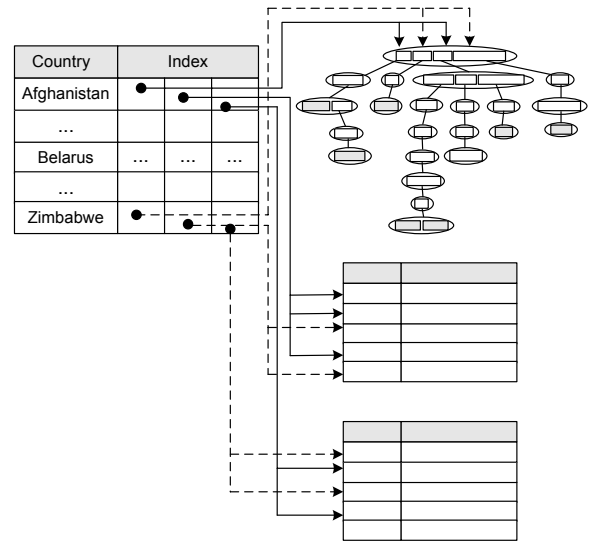 Country Index
Afghanistan
...
Belarus ... ... ...
...
Zimbabwe